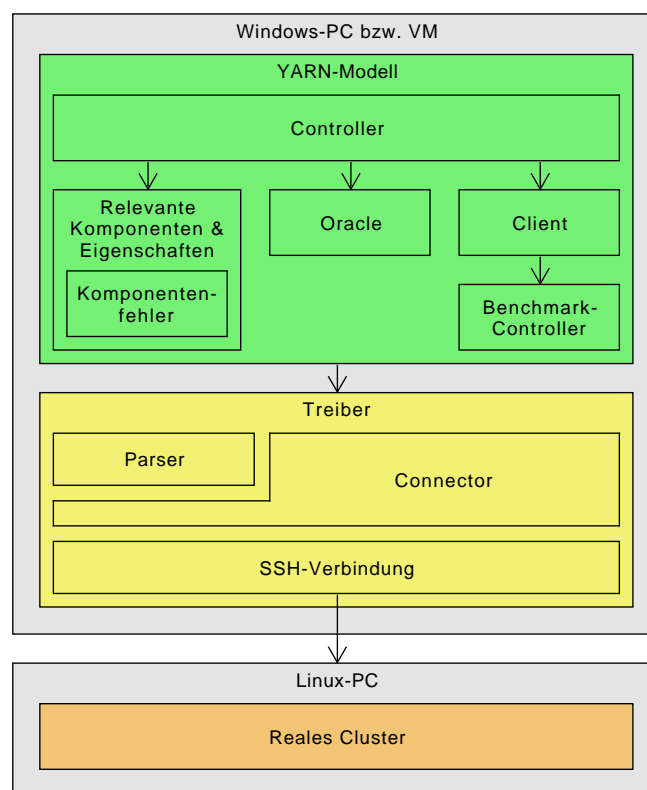 Windows-PC bzw. VM
YARN-Modell
Controller
Relevante
Komponenten &
Eigenschaften
Komponenten-
fehler
Oracle
Client
Benchmark-
Controller
Treiber
Parser
Connector
SSH-Verbindung
Linux-PC
Reales Cluster